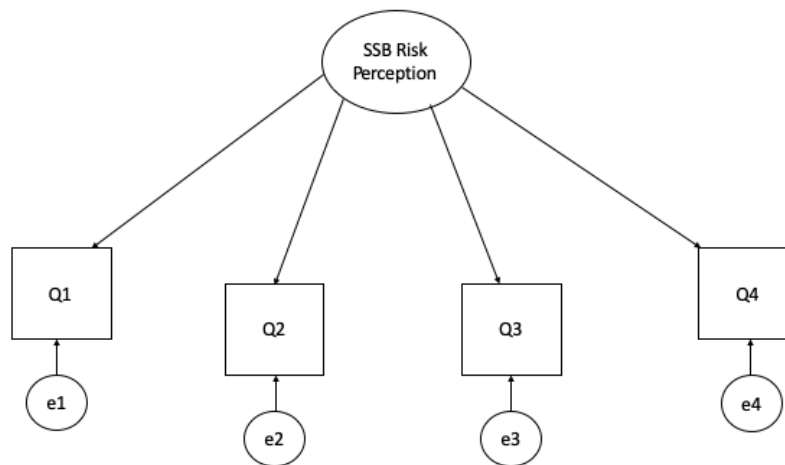 SSB Risk
Perception
Q1
Q2
Q3
Q4
e1
e2
e3
e4